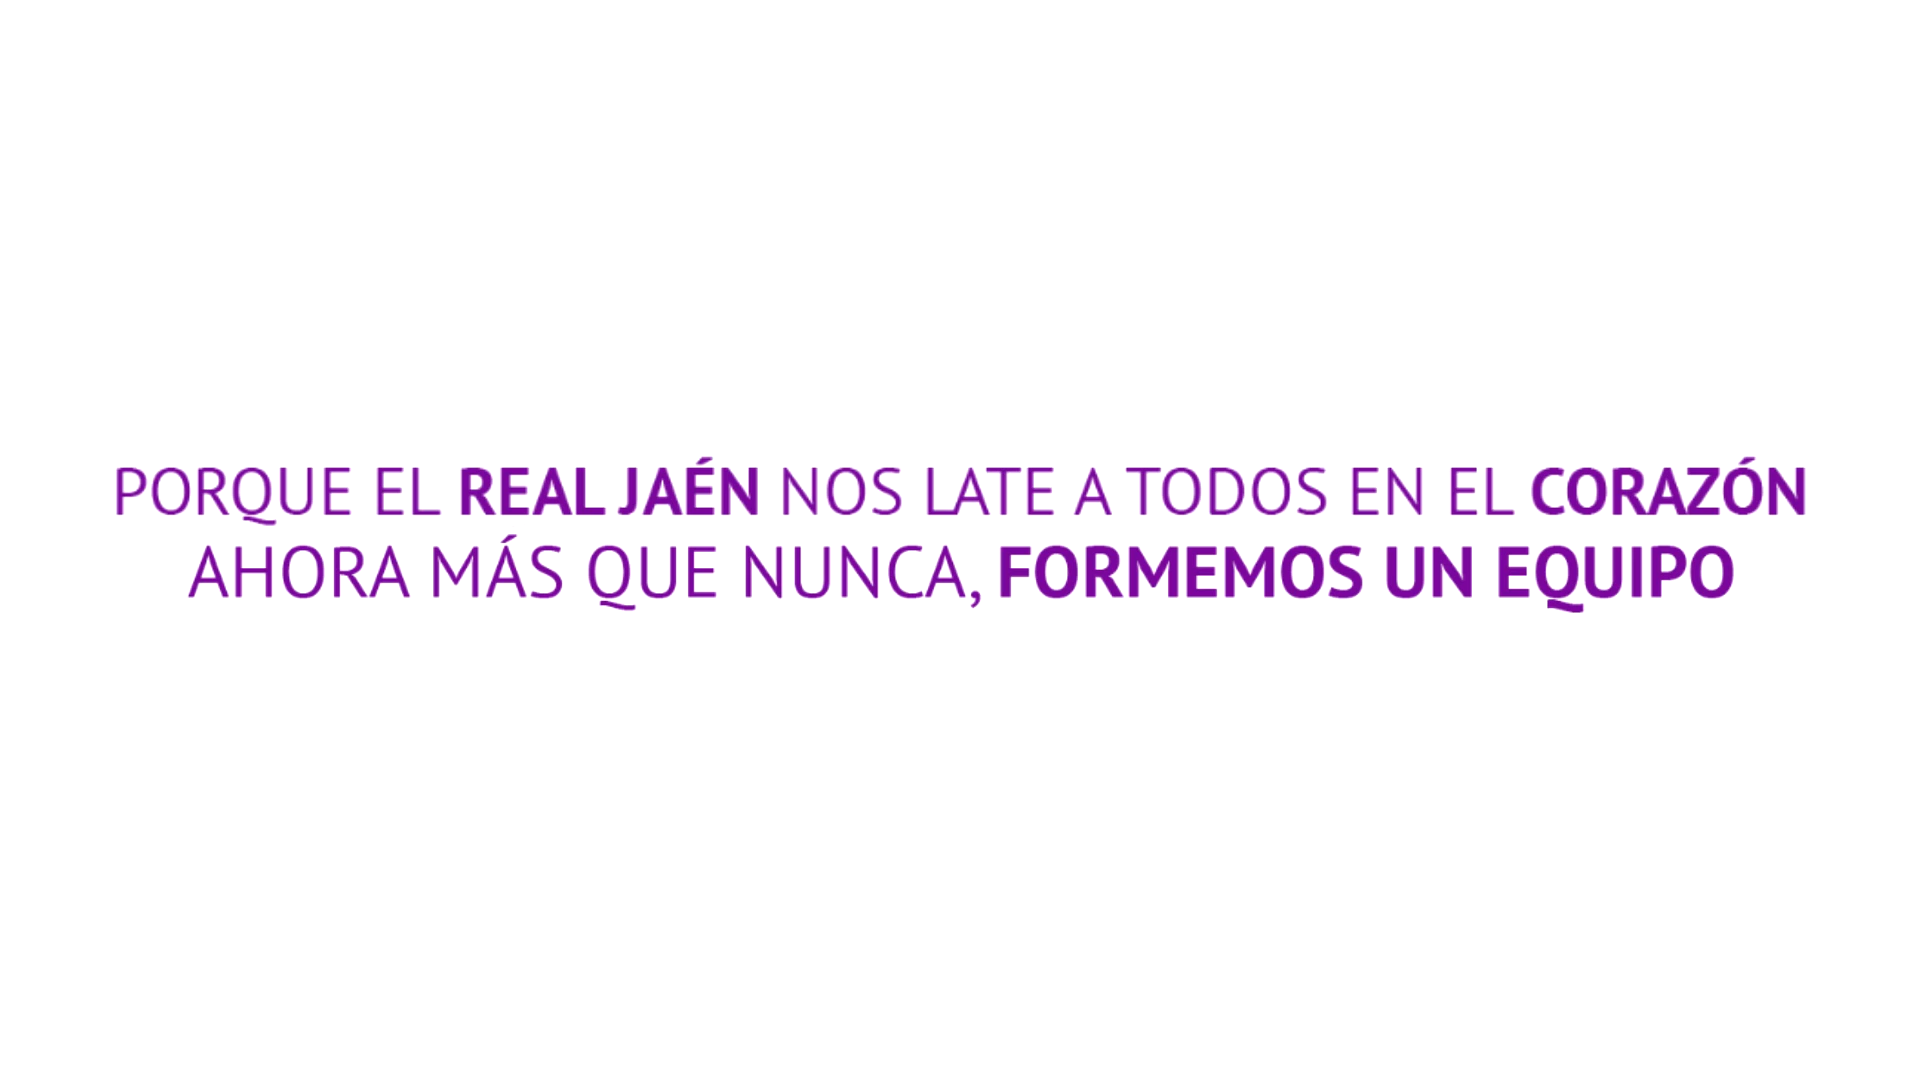 PORQUE EL REAL JAÉN NOS LATE A TODOS EN EL CORAZÓN
AHORA MÁS QUE NUNCA, FORMEMOS UN EQUIPO